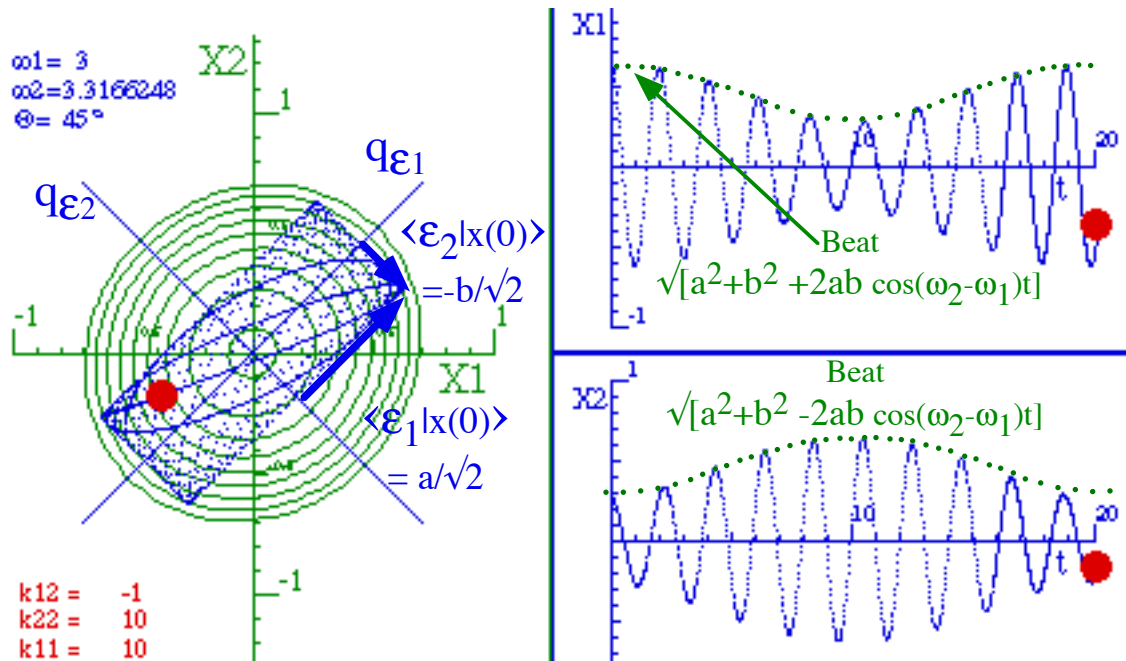 ω1 = 3
ω2=3.3166248
Θ= 45°
X2
1
qε2
qε1
⟨ε2|x(0)⟩
=-b/√2
-1
1
X1
⟨ε1|x(0)⟩
= a/√2
-1
k12 = -1
k22 = 10
k11 = 10
X1
10
20
t
Beat
√[a²+b² +2ab cos(ω2-ω1)t]
-1
1
Beat
X2
√[a²+b² -2ab cos(ω2-ω1)t]
10
20
t